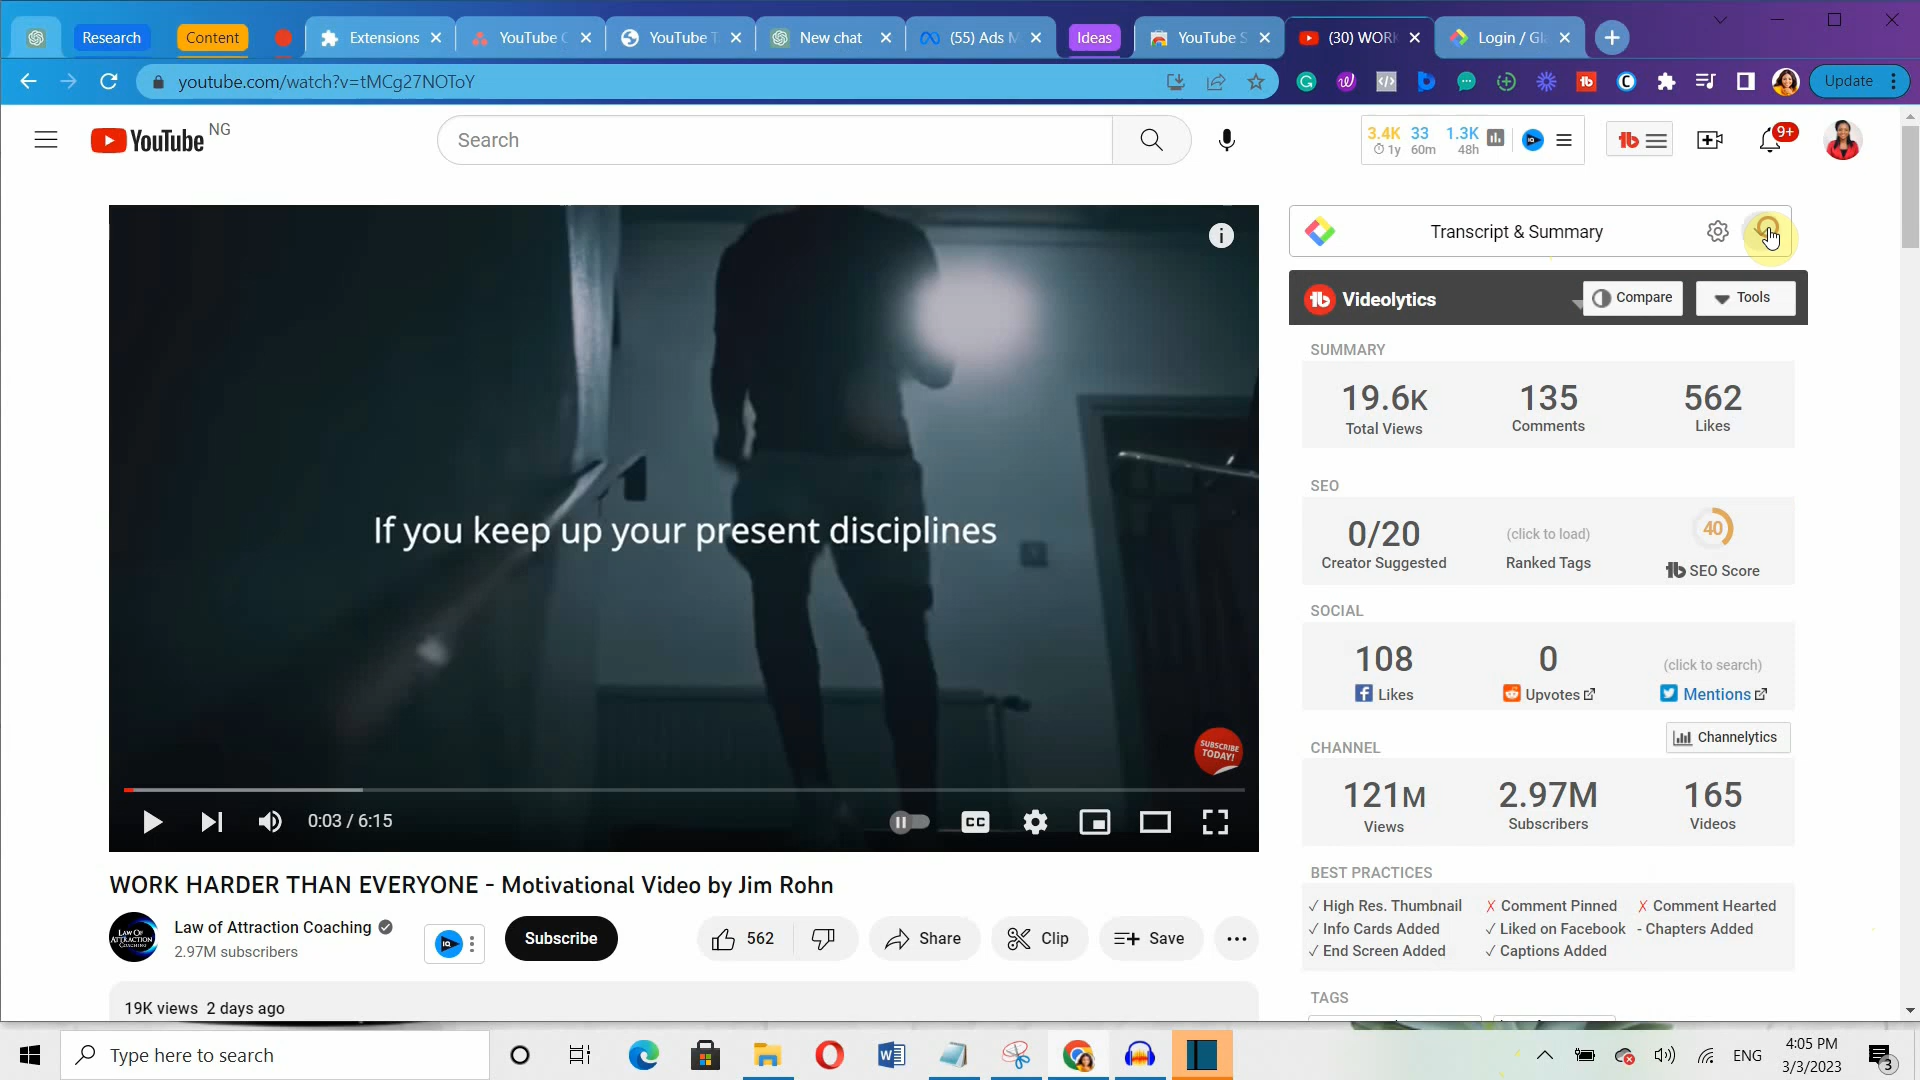 Research
Content
Extensions
YouTube C
YouTube T
New chat
(55) Ads M
Ideas
YouTube S
(30) WORK
Login / Gl
youtube.com/watch?v=tMCg27NOToY
Update
YouTube NG
Search
3.4K 33 1.3K
1y 60m 48h
9+
Transcript & Summary
Videolytics
Compare
Tools
SUMMARY
19.6K 135 562
Total Views Comments Likes
If you keep up your present disciplines
SEO
0/20 (click to load) 40
Creator Suggested Ranked Tags SEO Score
SOCIAL
108 0 (click to search)
Likes Upvotes Mentions
SUBSCRIBE
TODAY!
Channelytics
CHANNEL
121M 2.97M 165
Views Subscribers Videos
CC
0:03 / 6:15
BEST PRACTICES
✓ High Res. Thumbnail ✗ Comment Pinned ✗ Comment Hearted
✓ Info Cards Added ✓ Liked on Facebook - Chapters Added
✓ End Screen Added ✓ Captions Added
TAGS
WORK HARDER THAN EVERYONE - Motivational Video by Jim Rohn
LAW OF
ATTRACTION
COACHING
Law of Attraction Coaching
2.97M subscribers
IQ
Subscribe
562
Share
Clip
Save
19K views 2 days ago
Type here to search
ENG
4:05 PM
3/3/2023
3